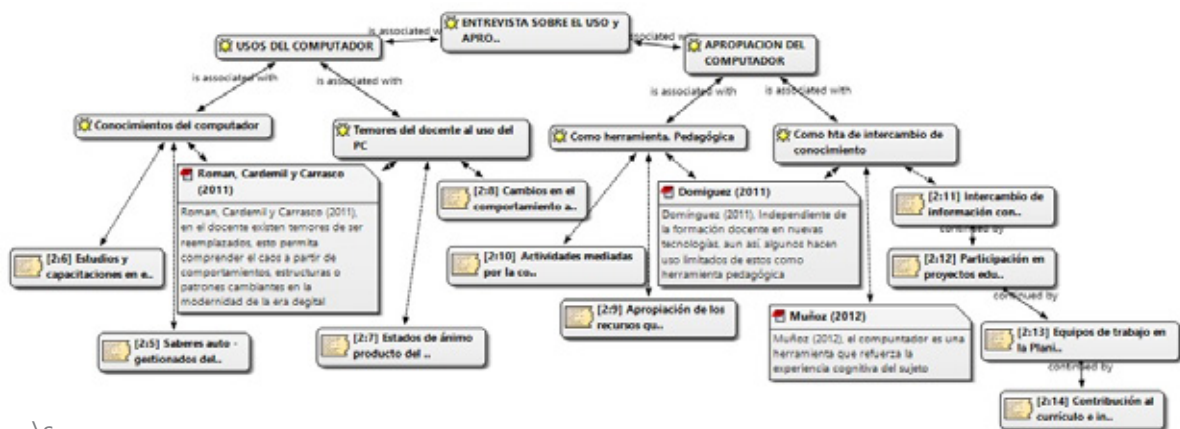 ENTREVISTA SOBRE EL USO y
APRO..
is associated with
is associated with
USOS DEL COMPUTADOR
APROPIACION DEL
COMPUTADOR
is associated with
is associated with
is associated with
is associated with
Conocimientos del computador
Temores del docente al uso del
PC
Como herramienta. Pedagógica
Como hta de intercambio de
conocimiento
Roman, Cardemil y Carrasco
(2011)
Roman, Cardemil y Carrasco (2011),
en el docente existen temores de ser
reemplazados, esto permita
comprender el caos a partir de
comportamientos, estructuras o
patrones cambiantes en la
modernidad de la era degital
[2:8] Cambios en el
comportamiento a..
Domiguez (2011)
Domínguez (2011), Independiente de
la formación docente en nuevas
tecnologías, aun así, algunos hacen
uso limitados de estos como
herramienta pedagógica
[2:11] Intercambio de
información con..
continued by
[2:6] Estudios y
capacitaciones en e..
[2:10] Actividades mediadas
por la co..
[2:12] Participación en
proyectos edu..
continued by
[2:5] Saberes auto -
gestionados del..
[2:7] Estados de ánimo
producto del ..
[2:9] Apropiación de los
recursos qu..
Muñoz (2012)
Muñoz (2012), el compuntador es una
herramienta que refuerza la
experiencia cognitiva del sujeto
[2:13] Equipos de trabajo en
la Plani..
continued by
[2:14] Contribución al
currículo e in..